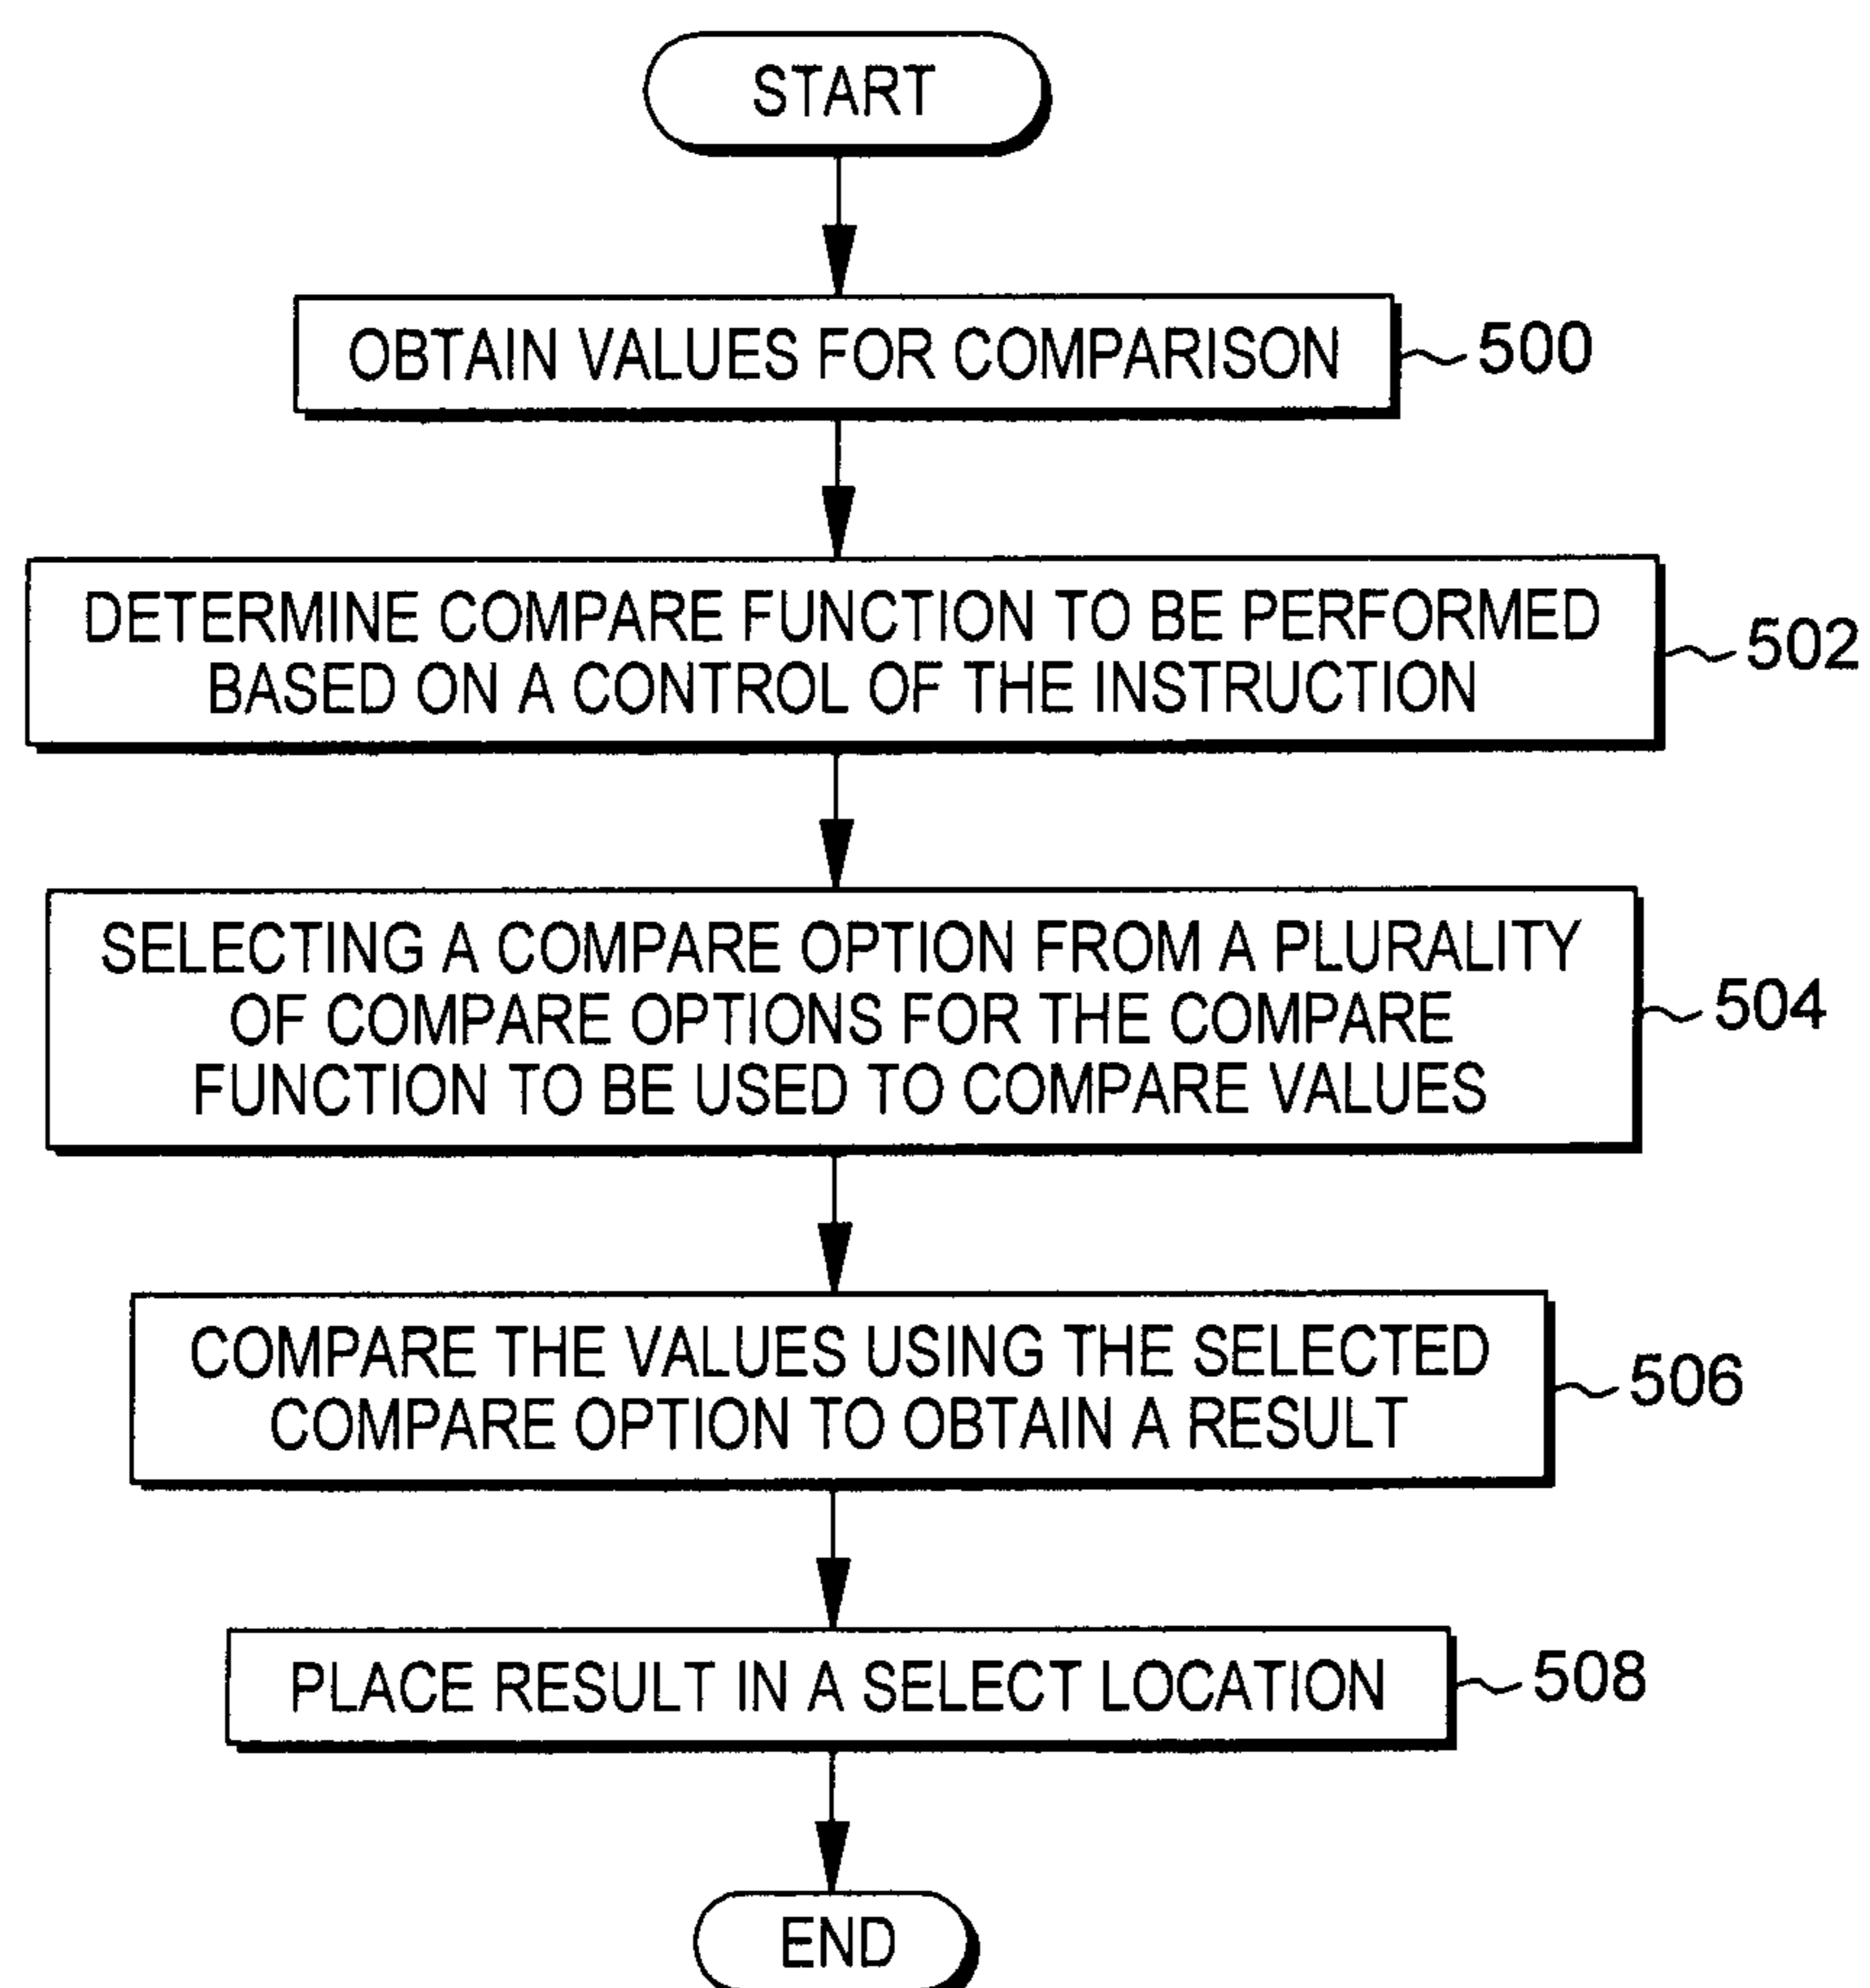 START
OBTAIN VALUES FOR COMPARISON
500
DETERMINE COMPARE FUNCTION TO BE PERFORMED
BASED ON A CONTROL OF THE INSTRUCTION
502
SELECTING A COMPARE OPTION FROM A PLURALITY
OF COMPARE OPTIONS FOR THE COMPARE
FUNCTION TO BE USED TO COMPARE VALUES
504
COMPARE THE VALUES USING THE SELECTED
COMPARE OPTION TO OBTAIN A RESULT
506
PLACE RESULT IN A SELECT LOCATION
508
END